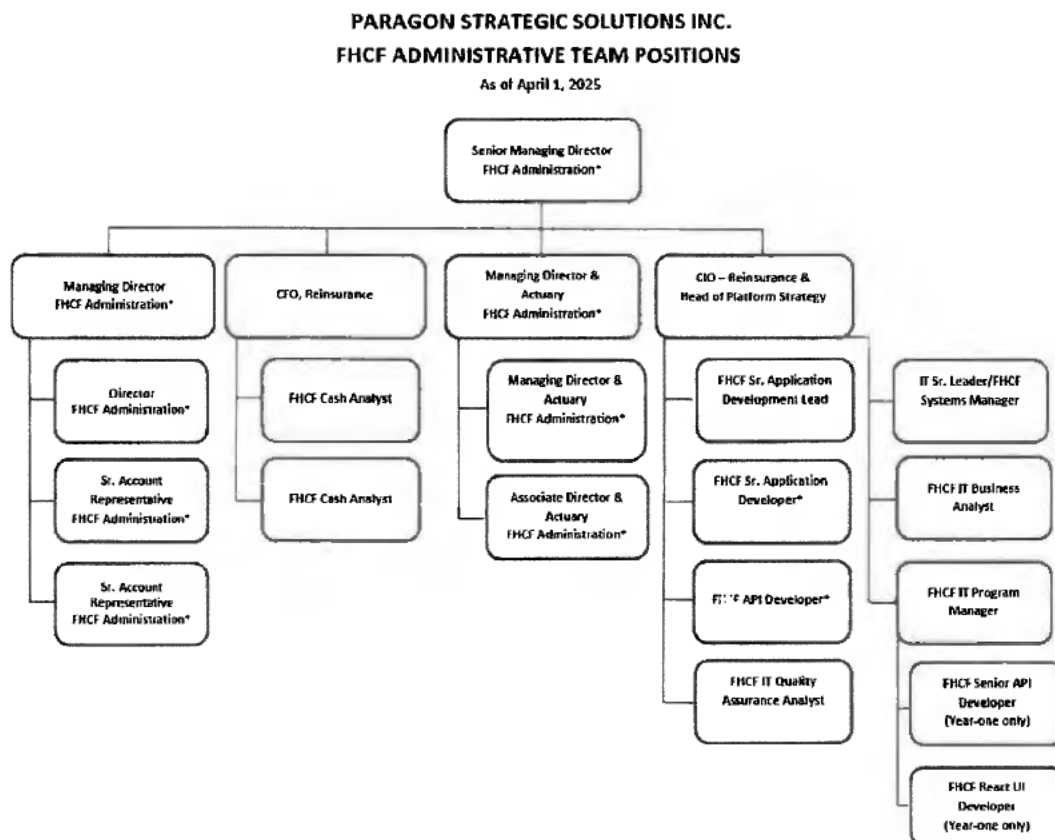 PARAGON STRATEGIC SOLUTIONS INC.
FHCF ADMINISTRATIVE TEAM POSITIONS
As of April 1, 2025
Senior Managing Director
FHCF Administration*
Managing Director
FHCF Administration*
CFO, Reinsurance
Managing Director &
Actuary
FHCF Administration*
CIO – Reinsurance &
Head of Platform Strategy
Director
FHCF Administration*
Sr. Account
Representative
FHCF Administration*
Sr. Account
Representative
FHCF Administration*
FHCF Cash Analyst
FHCF Cash Analyst
Managing Director &
Actuary
FHCF Administration*
Associate Director &
Actuary
FHCF Administration*
FHCF Sr. Application
Development Lead
FHCF Sr. Application
Developer*
API Developer*
FHCF IT Quality
Assurance Analyst
IT Sr. Leader/FHCF
Systems Manager
FHCF IT Business
Analyst
FHCF IT Program
Manager
FHCF Senior API
Developer
(Year-one only)
FHCF React UI
Developer
(Year-one only)